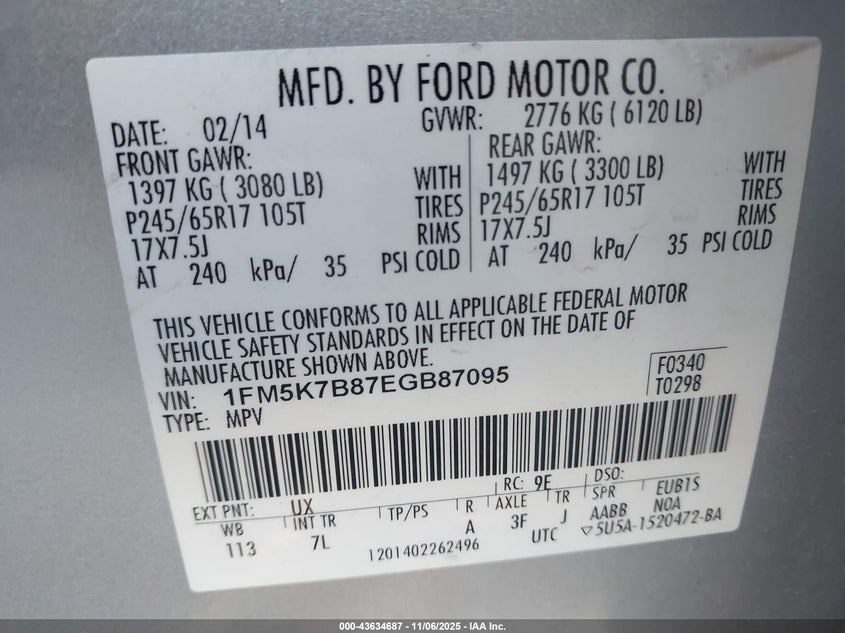 MFD. BY FORD MOTOR CO.
DATE: 02/14 GVWR: 2776 KG ( 6120 LB)
FRONT GAWR: REAR GAWR:
1397 KG ( 3080 LB) WITH 1497 KG ( 3300 LB) WITH
P245/65R17 105T TIRES P245/65R17 105T TIRES
17X7.5J RIMS 17X7.5J RIMS
AT 240 kPa/ 35 PSI COLD AT 240 kPa/ 35 PSI COLD
THIS VEHICLE CONFORMS TO ALL APPLICABLE FEDERAL MOTOR
VEHICLE SAFETY STANDARDS IN EFFECT ON THE DATE OF
MANUFACTURE SHOWN ABOVE.
VIN: 1FM5K7B87EGB87095 F0340
TYPE: MPV T0298
EXT PNT: UX RC: 9E DSO:
WB INT TR TP/PS R AXLE TR SPR EUB1S
113 7L A 3F J AABB NOA
1201402262496 UTC ▽5U5A-1520472-BA
000-43634687 - 11/06/2025 - IAA Inc.